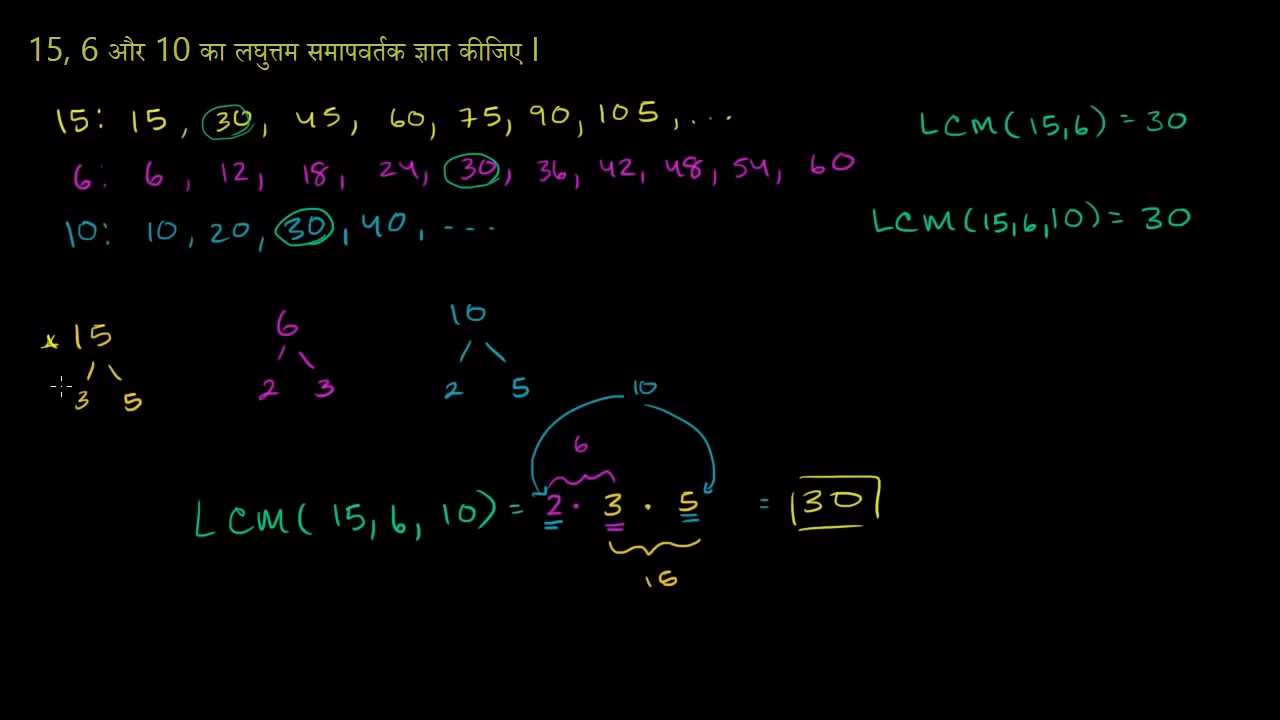 15, 6 और 10 का लघुत्तम समापवर्तक ज्ञात कीजिए l
15: 15, 30, 45, 60, 75, 90, 105, ...
LCM(15,6) = 30
6: 6, 12, 18, 24, 30, 36, 42, 48, 54, 60
10: 10, 20, 30, 40, ---
LCM(15,6,10) = 30
15 6 10
3 5 2 3 2 5
10
6
LCM(15, 6, 10) = 2 · 3 · 5 = 30
15